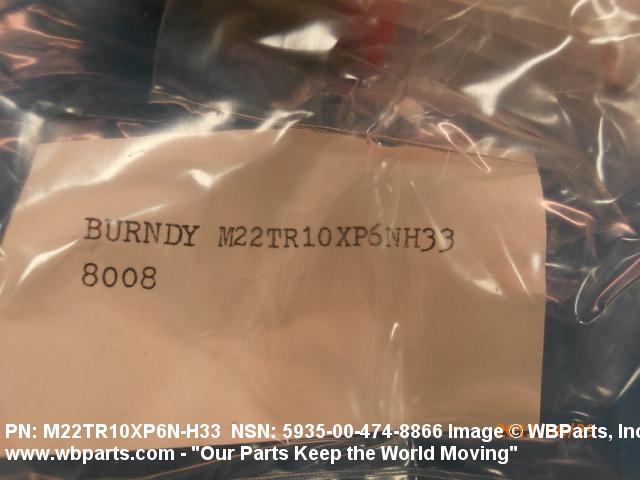 BURNDY M22TR10XP6NH33
8008
PN: M22TR10XP6N-H33 NSN: 5935-00-474-8866 Image © WBParts, Inc
www.wbparts.com - "Our Parts Keep the World Moving"